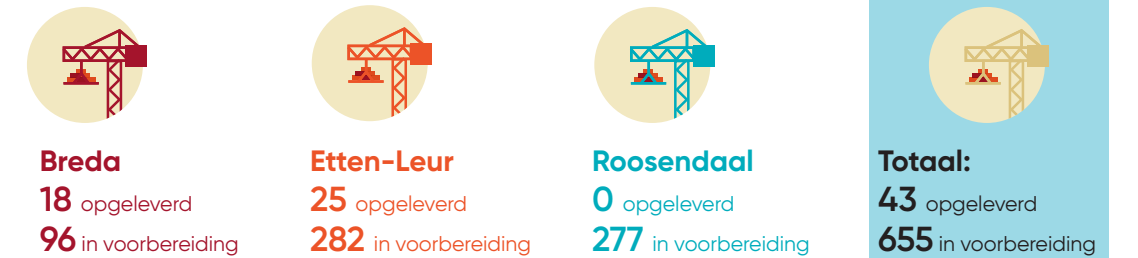 Breda
18 opgeleverd
96 in voorbereiding
Etten-Leur
25 opgeleverd
282 in voorbereiding
Roosendaal
0 opgeleverd
277 in voorbereiding
Totaal:
43 opgeleverd
655 in voorbereiding